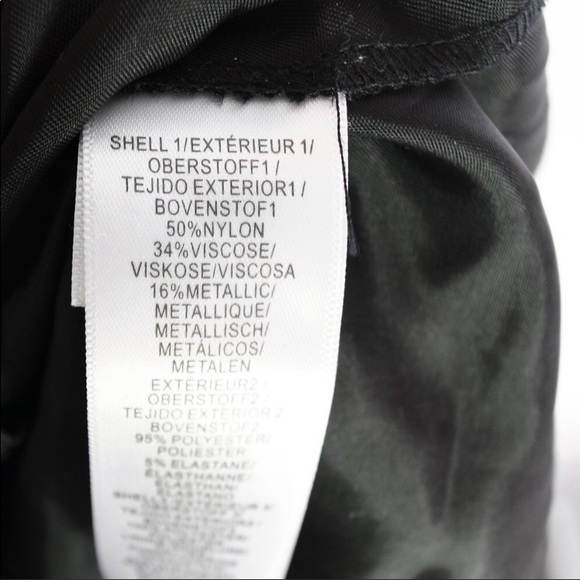 SHELL 1/EXTÉRIEUR 1/
OBERSTOFF1/
TEJIDO EXTERIOR1/
BOVENSTOF1
50%NYLON
34%VISCOSE/
VISKOSE/VISCOSA
16%METALLIC/
METALLIQUE/
METALLISCH/
METÁLICOS/
METALEN
EXTÉRIEUR2/
OBERSTOFF2/
TEJIDO EXTERIOR 2
BOVENSTOF2
95% POLYESTER/
POLIESTER
5% ELASTANE/
ÉLASTHANNE/
ELASTHAN/
ELASTANO